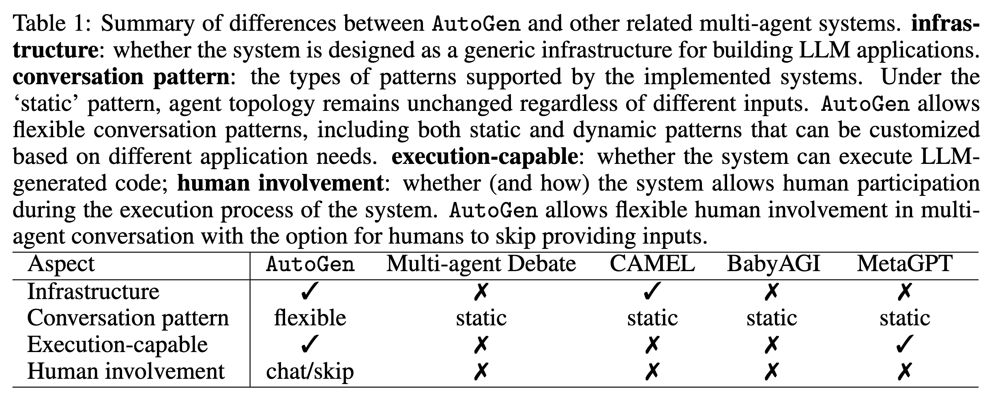 Table 1: Summary of differences between AutoGen and other related multi-agent systems. infras-
tructure: whether the system is designed as a generic infrastructure for building LLM applications.
conversation pattern: the types of patterns supported by the implemented systems. Under the
‘static’ pattern, agent topology remains unchanged regardless of different inputs. AutoGen allows
flexible conversation patterns, including both static and dynamic patterns that can be customized
based on different application needs. execution-capable: whether the system can execute LLM-
generated code; human involvement: whether (and how) the system allows human participation
during the execution process of the system. AutoGen allows flexible human involvement in multi-
agent conversation with the option for humans to skip providing inputs.
Aspect AutoGen Multi-agent Debate CAMEL BabyAGI MetaGPT
Infrastructure ✓ ✗ ✓ ✗ ✗
Conversation pattern flexible static static static static
Execution-capable ✓ ✗ ✗ ✗ ✓
Human involvement chat/skip ✗ ✗ ✗ ✗